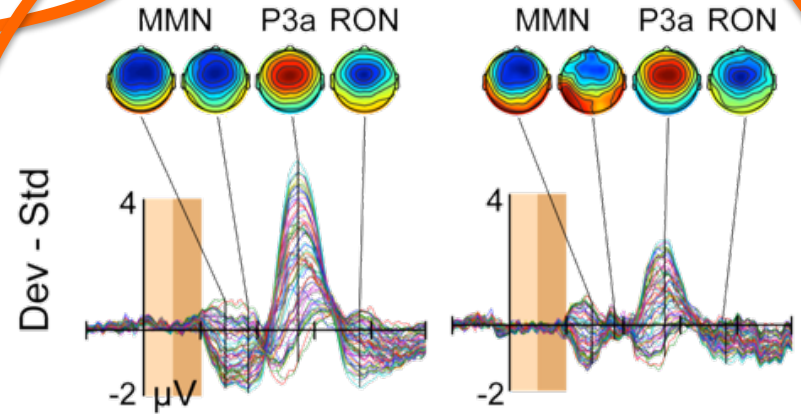 MMN P3a RON MMN P3a RON
Dev - Std
4 4
-2 μV -2